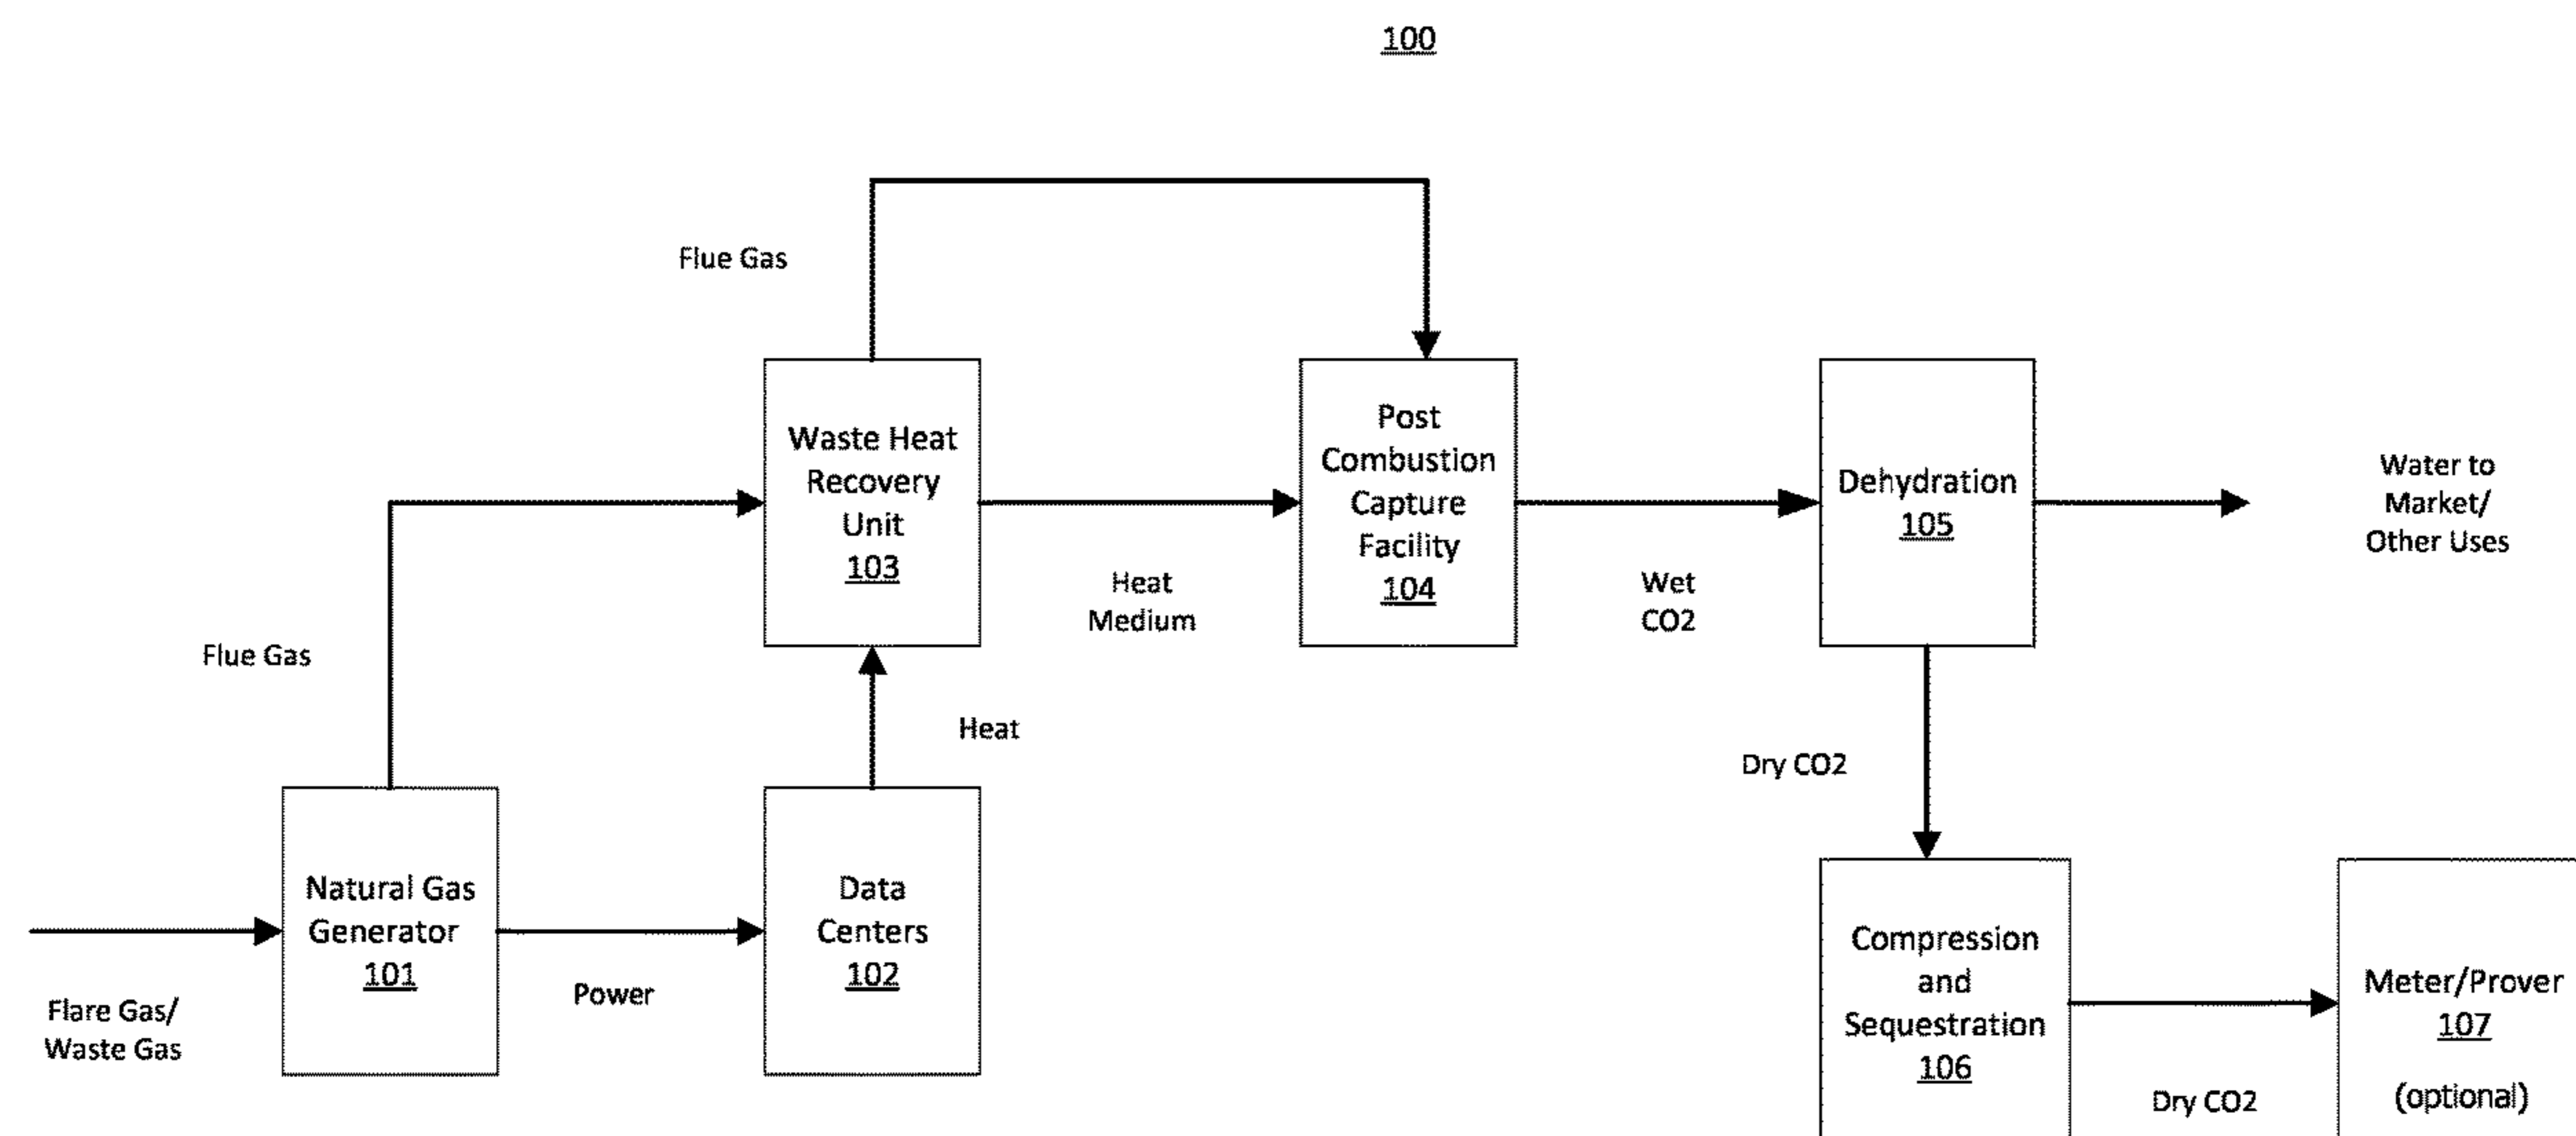 100
Flue Gas
Waste Heat
Recovery
Unit
103
Post
Combustion
Capture
Facility
104
Dehydration
105
Water to
Market/
Other Uses
Heat
Medium
Wet
CO2
Flue Gas
Heat
Dry CO2
Natural Gas
Generator
101
Data
Centers
102
Flare Gas/
Waste Gas
Power
Compression
and
Sequestration
106
Meter/Prover
107
(optional)
Dry CO2